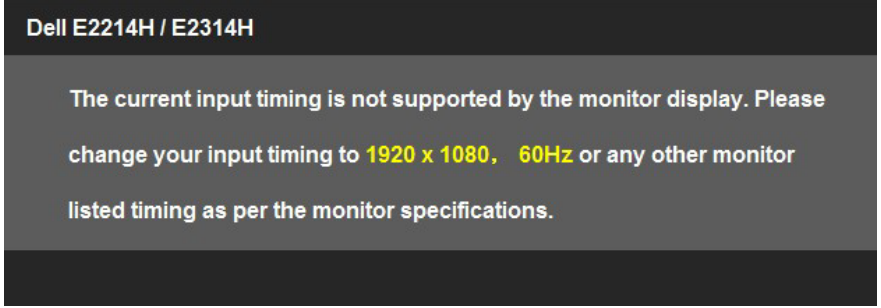 Dell E2214H / E2314H
The current input timing is not supported by the monitor display. Please
change your input timing to 1920 x 1080， 60Hz or any other monitor
listed timing as per the monitor specifications.